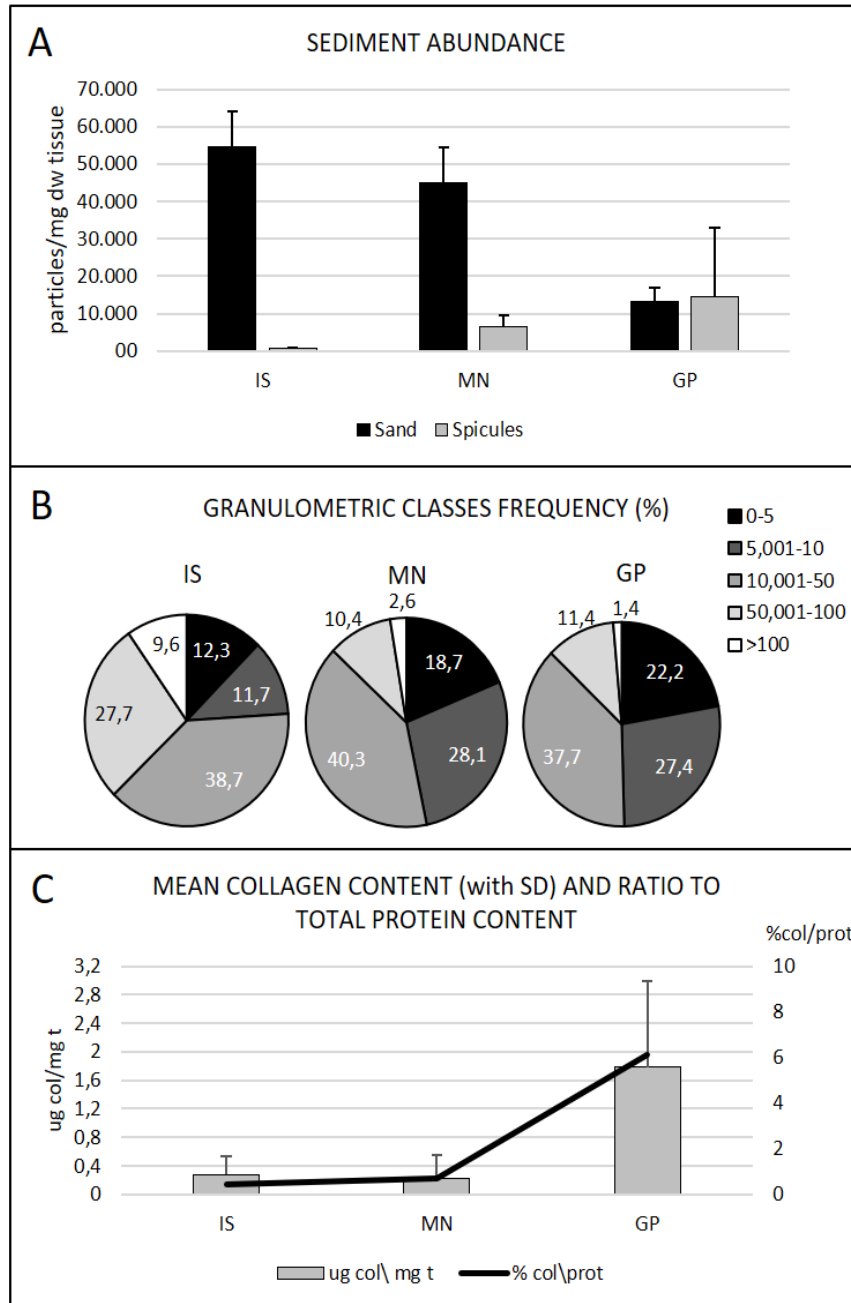 A
SEDIMENT ABUNDANCE
particles/mg dw tissue
70.000
60.000
50.000
40.000
30.000
20.000
10.000
00
IS
MN
GP
Sand
Spicules
B
GRANULOMETRIC CLASSES FREQUENCY (%)
0-5
5,001-10
10,001-50
50,001-100
>100
IS
9,6
12,3
11,7
27,7
38,7
MN
10,4
2,6
18,7
28,1
40,3
GP
11,4
1,4
22,2
27,4
37,7
C
MEAN COLLAGEN CONTENT (with SD) AND RATIO TO
TOTAL PROTEIN CONTENT
%col/prot
ug col/mg t
3,2
2,8
2,4
2
1,6
1,2
0,8
0,4
0
10
8
6
4
2
0
IS
MN
GP
ug col\ mg t
% col\prot